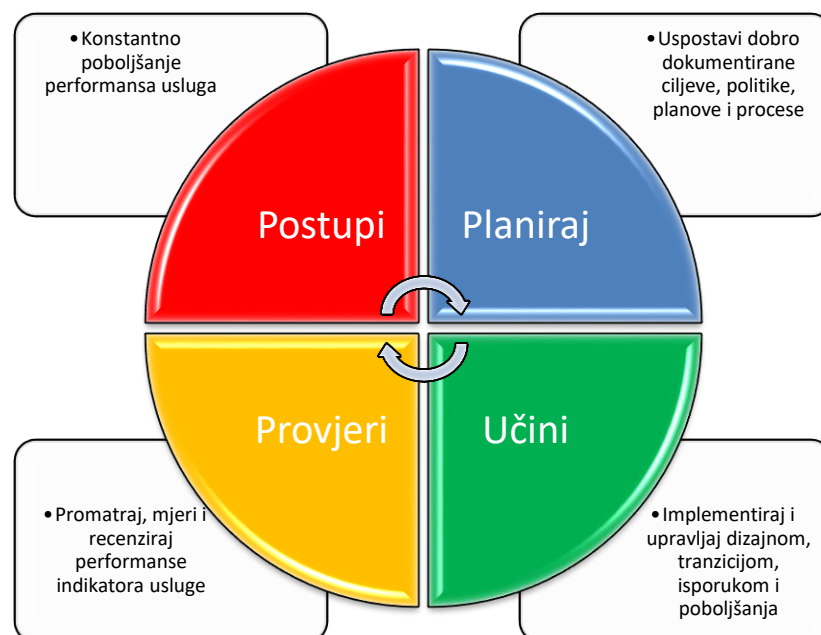 •Konstantno
poboljšanje
performansa usluga
•Uspostavi dobro
dokumentirane
ciljeve, politike,
planove i procese
Postupi
Planiraj
Provjeri
Učini
•Promatraj, mjeri i
recenziraj
performanse
indikatora usluge
•Implementiraj i
upravljaj dizajnom,
tranzicijom,
isporukom i
poboljšanja